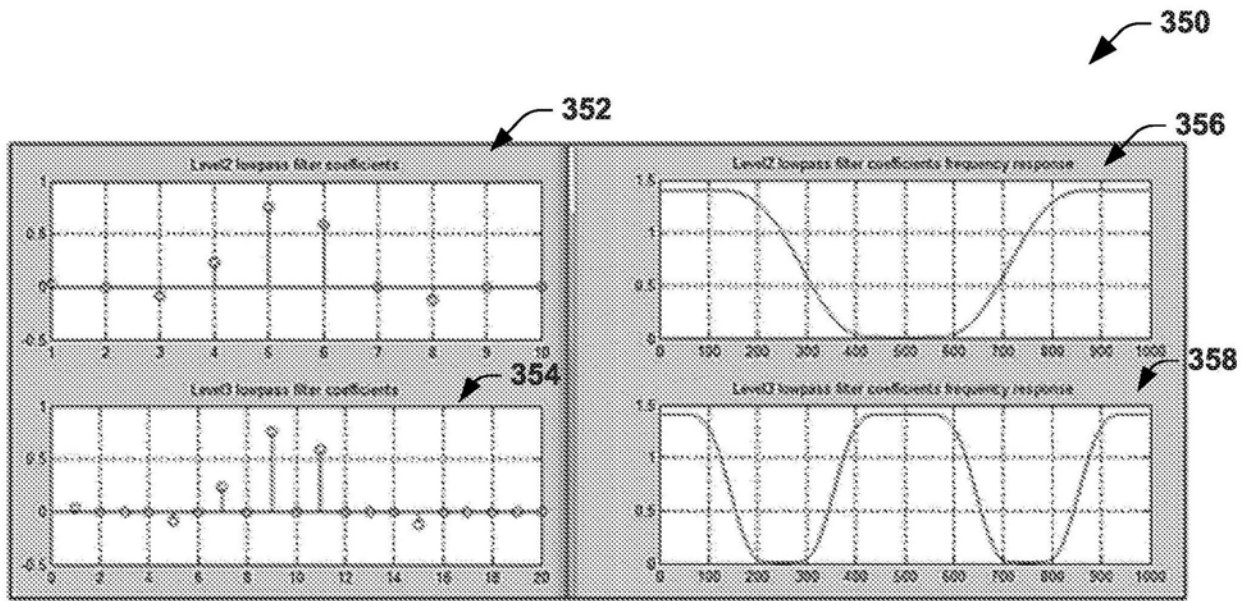 350
352
356
Level2 lowpass filter coefficients
Level2 lowpass filter coefficients frequency response
1
0.5
0
-0.5
1 2 3 4 5 6 7 8 9 10
1.5
1
0.5
0
0 100 200 300 400 500 600 700 800 900 1000
354
358
Level3 lowpass filter coefficients
Level3 lowpass filter coefficients frequency response
1
0.5
0
-0.5
0 2 4 6 8 10 12 14 16 18 20
1.5
1
0.5
0
0 100 200 300 400 500 600 700 800 900 1000